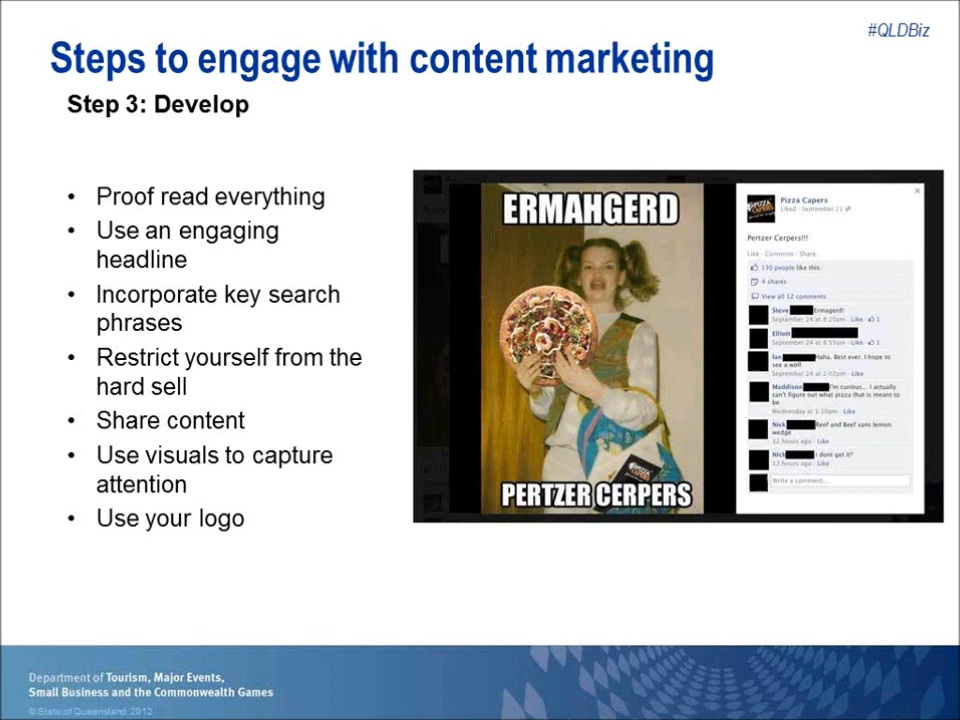 #QLDBiz
Steps to engage with content marketing
Step 3: Develop
• Proof read everything
• Use an engaging
headline
• Incorporate key search
phrases
• Restrict yourself from the
hard sell
• Share content
• Use visuals to capture
attention
• Use your logo
ERMAHGERD
PERTZER CERPERS
PIZZA CAPERS
Pizza Capers
Liked · September 21
Pertzer Cerpers!!!
Like · Comment · Share
130 people like this.
4 shares
View all 12 comments
Steve Ermagerd!
September 24 at 8:20am · Like · 1
Elliott
September 24 at 8:55am · Like · 1
Ian Haha. Best ever. I hope to
see a wolf
September 24 at 2:02pm · Like
Maddison I'm curious... I actually
can't figure out what pizza that is meant to
be
Wednesday at 1:10pm · Like
Nick Reef and Beef sans lemon
wedge
12 hours ago · Like
Nick i dont get it?
12 hours ago · Like
Write a comment...
Department of Tourism, Major Events,
Small Business and the Commonwealth Games
© State of Queensland, 2012